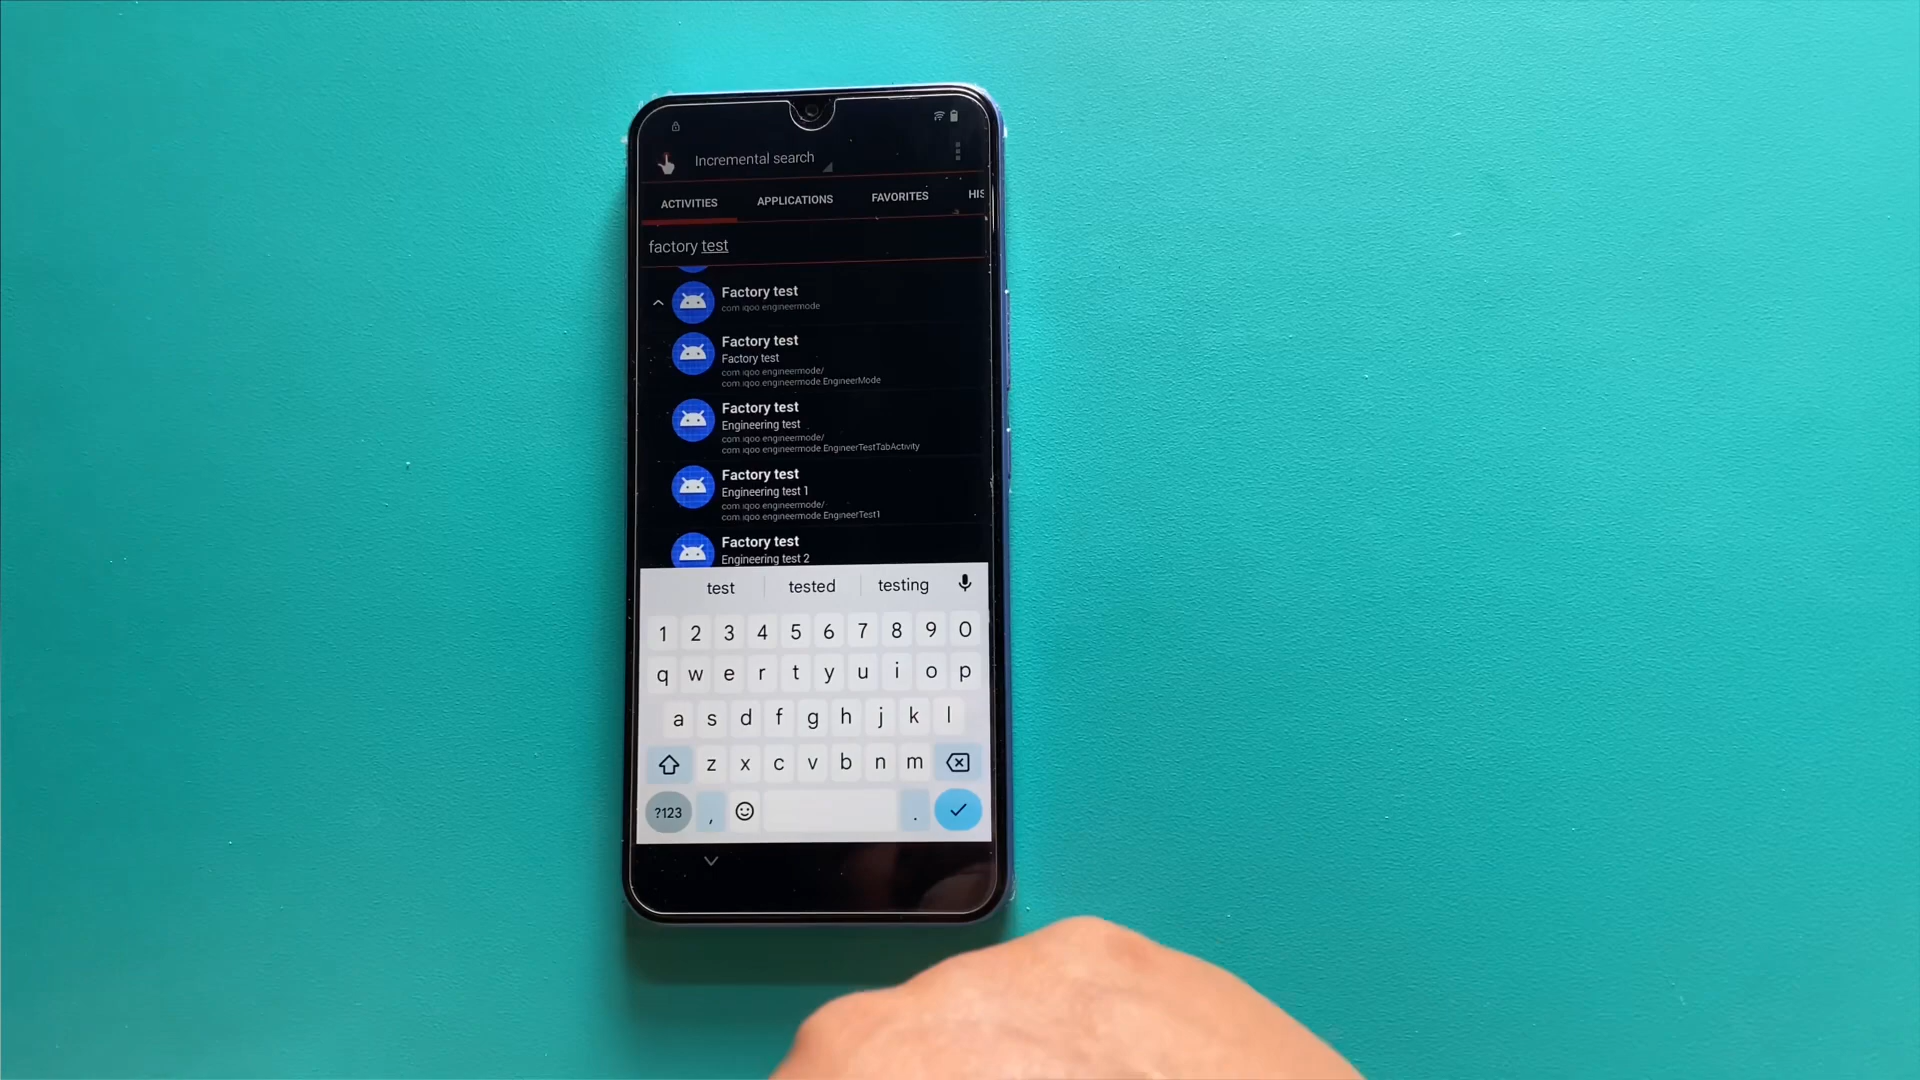 Incremental search
ACTIVITIES APPLICATIONS FAVORITES HIS
factory test
Factory test
com iqoo engineermode
Factory test
Factory test
com iqoo engineermode/
com iqoo engineermode EngineerMode
Factory test
Engineering test
com iqoo engineermode/
com iqoo engineermode EngineerTestTabActivity
Factory test
Engineering test 1
com iqoo engineermode/
com iqoo engineermode EngineerTest1
Factory test
Engineering test 2
test tested testing
1 2 3 4 5 6 7 8 9 0
q w e r t y u i o p
a s d f g h j k l
z x c v b n m
?123 , .